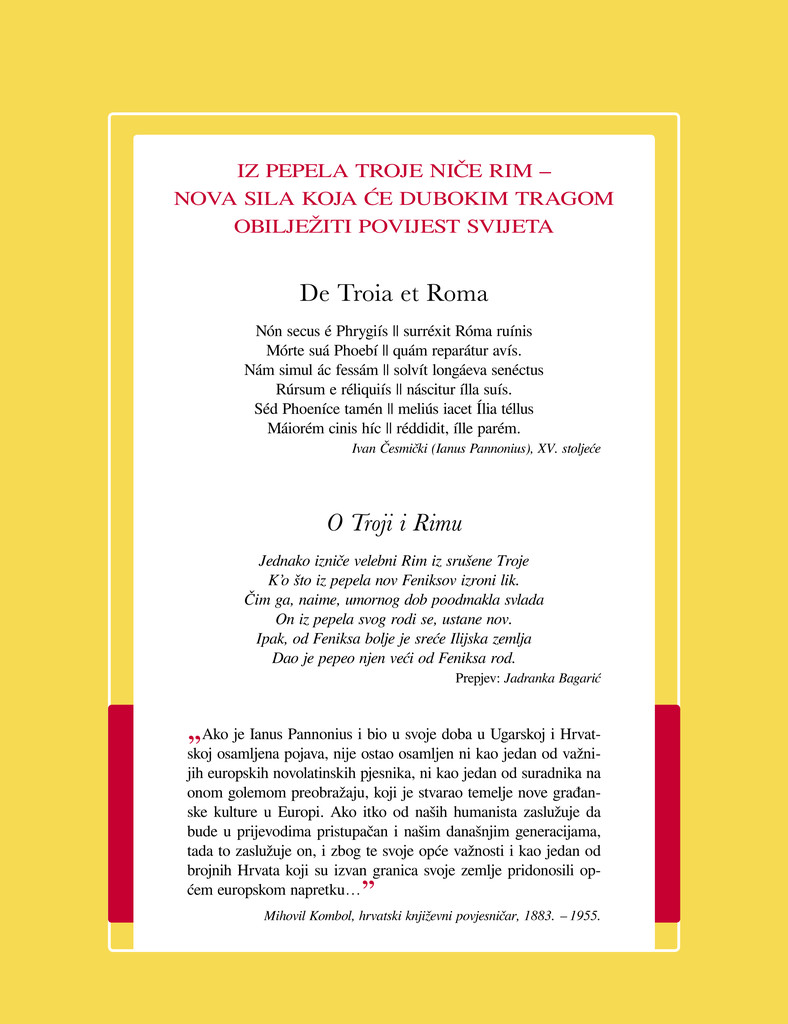 IZ PEPELA TROJE NIČE RIM –
NOVA SILA KOJA ĆE DUBOKIM TRAGOM
OBILJEŽITI POVIJEST SVIJETA
De Troia et Roma
Nón secus é Phrygiís || surréxit Róma ruínis
Mórte suá Phoebí || quám reparátur avís.
Nám simul ác fessám || solvít longáeva senéctus
Rúrsum e réliquiís || náscitur ílla suís.
Séd Phoeníce tamén || meliús iacet Ília téllus
Máiorém cinis híc || réddidit, ílle parém.
Ivan Česmički (Ianus Pannonius), XV. stoljeće
O Troji i Rimu
Jednako izniče velebni Rim iz srušene Troje
K’o što iz pepela nov Feniksov izroni lik.
Čim ga, naime, umornog dob poodmakla svlada
On iz pepela svog rodi se, ustane nov.
Ipak, od Feniksa bolje je sreće Ilijska zemlja
Dao je pepeo njen veći od Feniksa rod.
Prepjev: Jadranka Bagarić
„Ako je Ianus Pannonius i bio u svoje doba u Ugarskoj i Hrvat-
skoj osamljena pojava, nije ostao osamljen ni kao jedan od važni-
jih europskih novolatinskih pjesnika, ni kao jedan od suradnika na
onom golemom preobražaju, koji je stvarao temelje nove građan-
ske kulture u Europi. Ako itko od naših humanista zaslužuje da
bude u prijevodima pristupačan i našim današnjim generacijama,
tada to zaslužuje on, i zbog te svoje opće važnosti i kao jedan od
brojnih Hrvata koji su izvan granica svoje zemlje pridonosili op-
ćem europskom napretku…”
Mihovil Kombol, hrvatski književni povjesničar, 1883. – 1955.